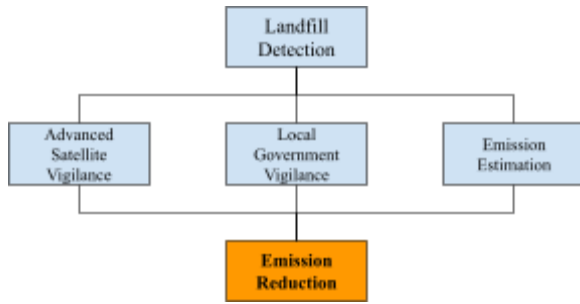 Landfill
Detection
Advanced
Satellite
Vigilance
Local
Government
Vigilance
Emission
Estimation
Emission
Reduction